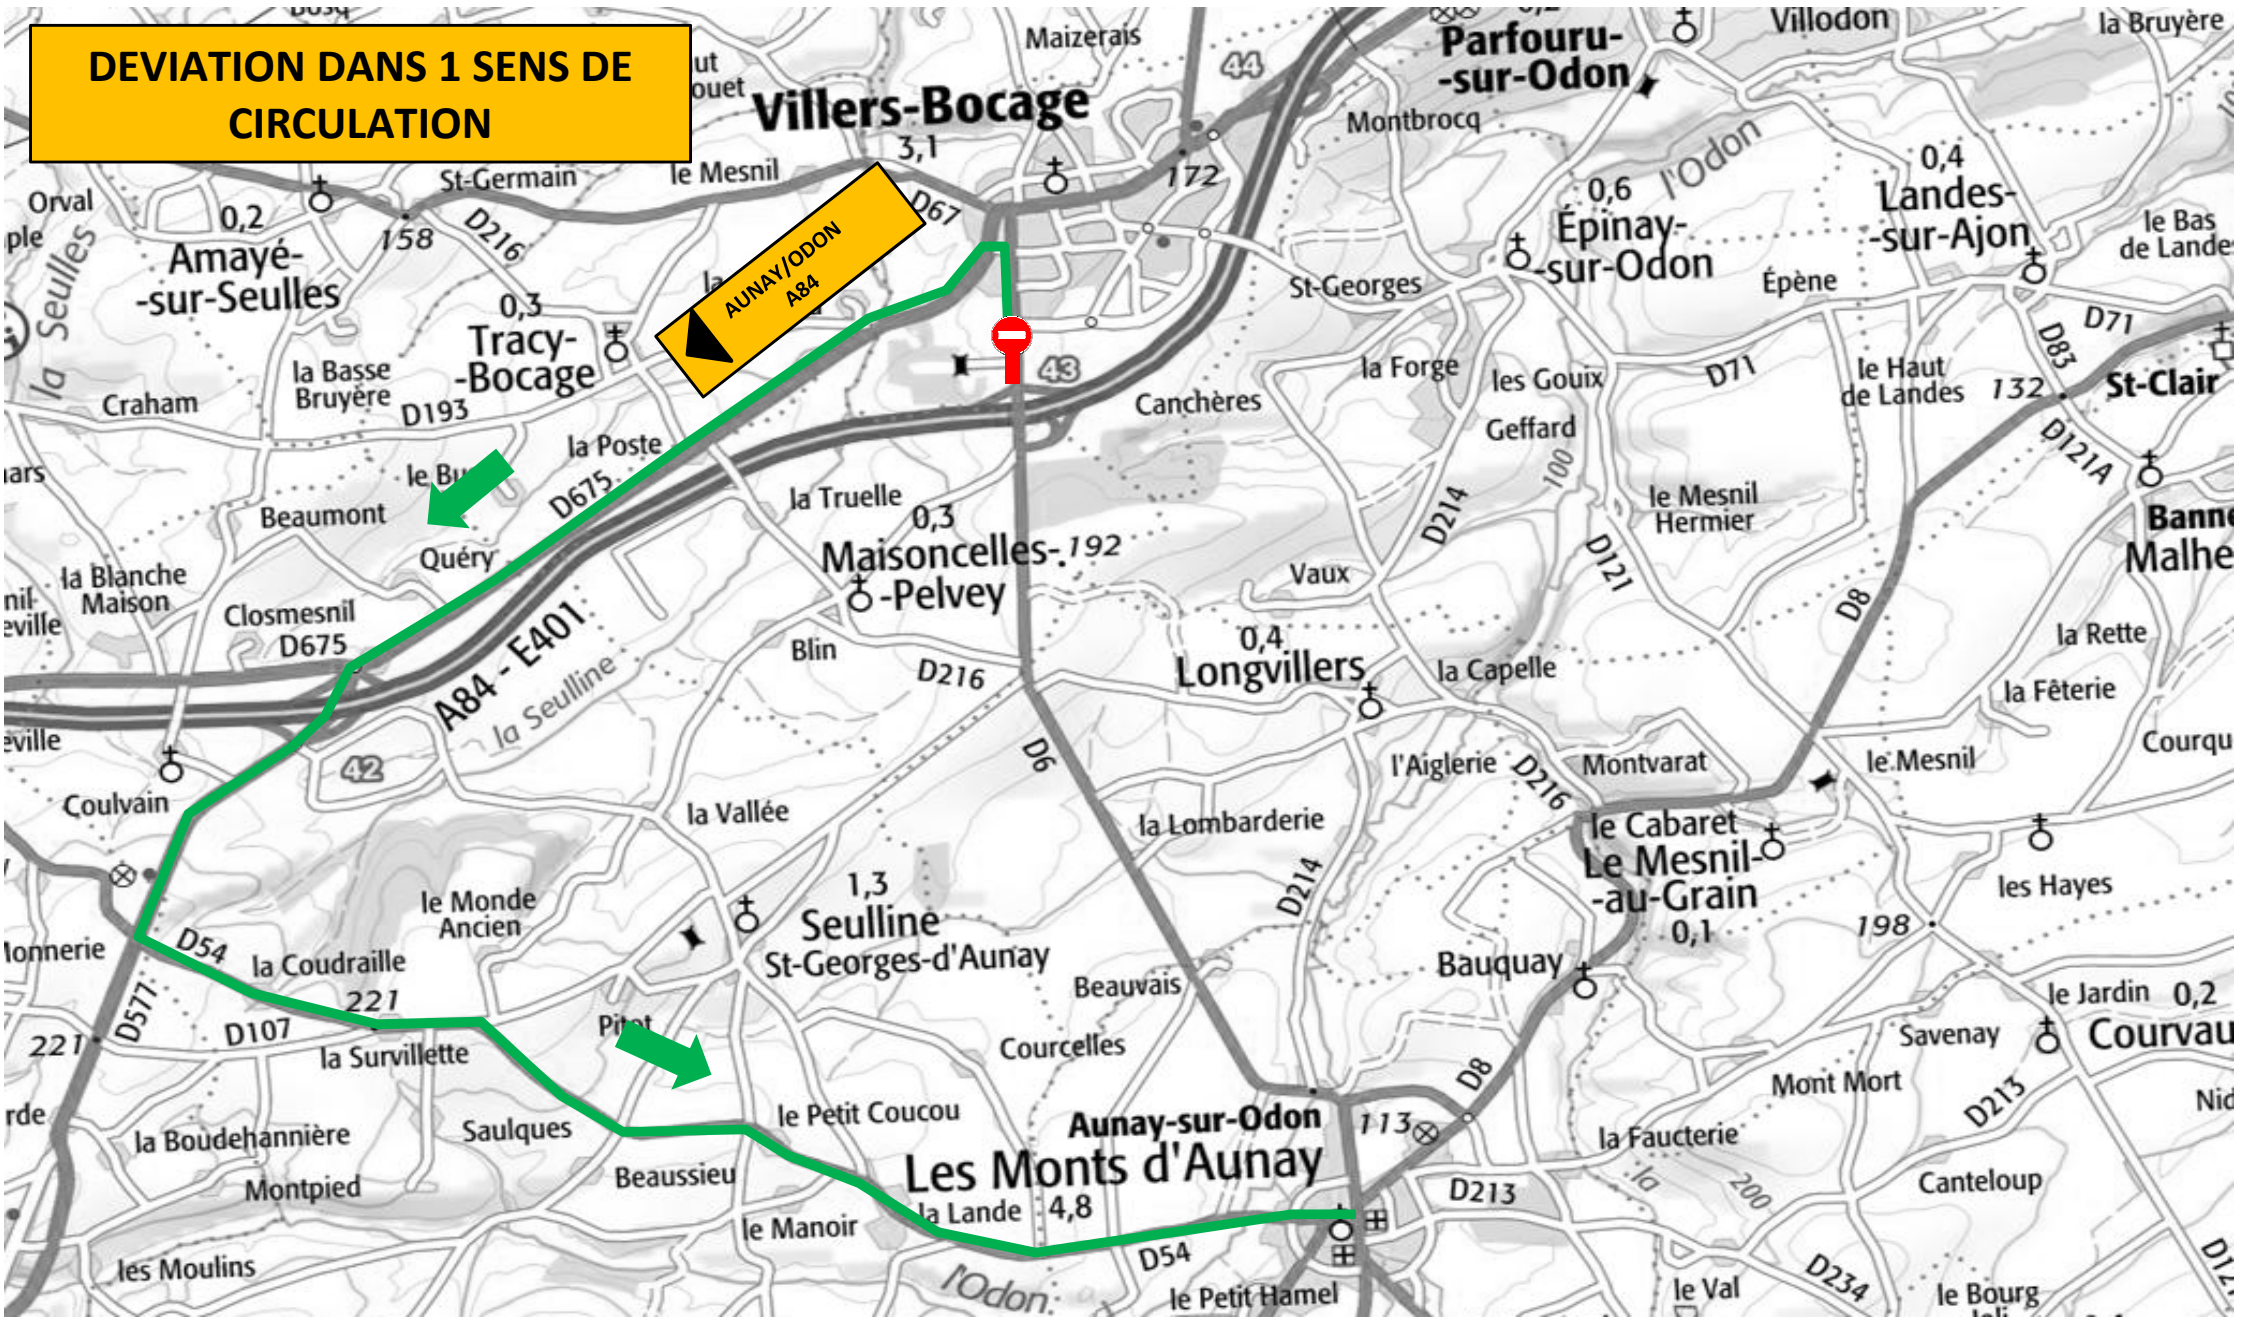 DEVIATION DANS 1 SENS DE
CIRCULATION
Maizerais
44
Parfouru-
-sur-Odon
Villodon
la Bruyère
Villers-Bocage
3,1
Montbrocq
l'Odon
172
Orval
St-Germain
le Mesnil
D67
0,2
Amayé-
-sur-Seulles
158
D216
la Seulles
AUNAY/ODON
A84
0,6
Épinay-
-sur-Odon
0,4
Landes-
-sur-Ajon
le Bas
de Landes
St-Georges
Épène
D71
D83
0,3
Tracy-
-Bocage
la Basse
Bruyère
Craham
D193
43
Canchères
la Forge
les Gouix
D71
le Haut
de Landes
132
St-Clair
Geffard
D121A
la Poste
D675
Beaumont
Quéry
la Truelle
0,3
Maisoncelles-
-Pelvey
192
D214
100
le Mesnil
Hermier
D121
D8
la Blanche
Maison
Closmesnil
D675
A84 - E401
la Seulline
Blin
D216
Vaux
0,4
Longvillers
la Capelle
la Rette
la Fêterie
42
Coulvain
D6
l'Aiglerie
D216
Montvarat
le Mesnil
la Vallée
la Lombarderie
le Cabaret
Le Mesnil-
-au-Grain
0,1
D214
les Hayes
198
le Monde
Ancien
1,3
Seulline
St-Georges-d'Aunay
D54
la Coudraille
221
D577
D107
221
la Survillette
Pitot
Beauvais
Courcelles
Bauquay
le Jardin
0,2
Savenay
Mont Mort
D213
D8
la Boudehannière
Montpied
Saulques
Beaussieu
le Petit Coucou
Aunay-sur-Odon
Les Monts d'Aunay
113
la Faucterie
la
200
Canteloup
D213
le Manoir
la Lande
4,8
D54
les Moulins
l'Odon
le Petit Hamel
le Val
D234
le Bourg